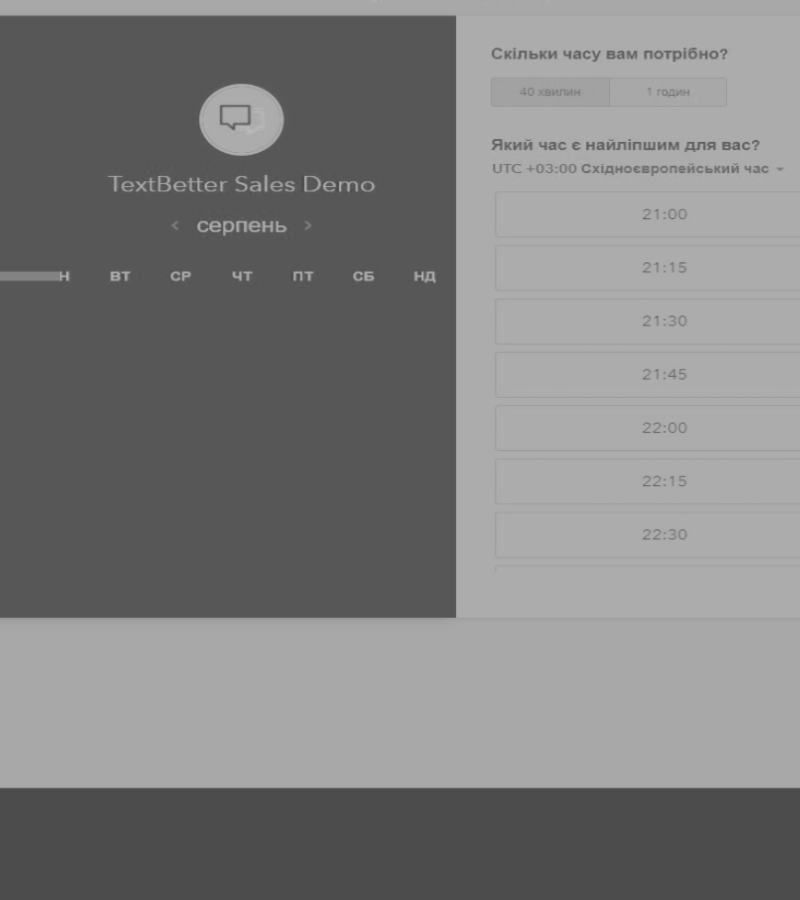 TextBetter Sales Demo
< серпень >
ВТ СР ЧТ ПТ СБ НД
Скільки часу вам потрібно?
40 хвилин 1 годин
Який час є найліпшим для вас?
UTC +03:00 Східноєвропейський час
21:00
21:15
21:30
21:45
22:00
22:15
22:30